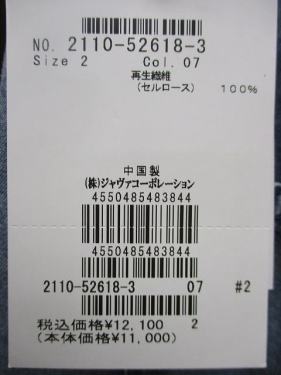 NO. 2110-52618-3
Size 2 Col. 07
再生繊維
(セルロース) 100%
中国製
(株)ジャヴァコーポレーション
4550485483844
4550485483844
2110-52618-3 07 #2
税込価格¥12,100 2
(本体価格¥11,000)